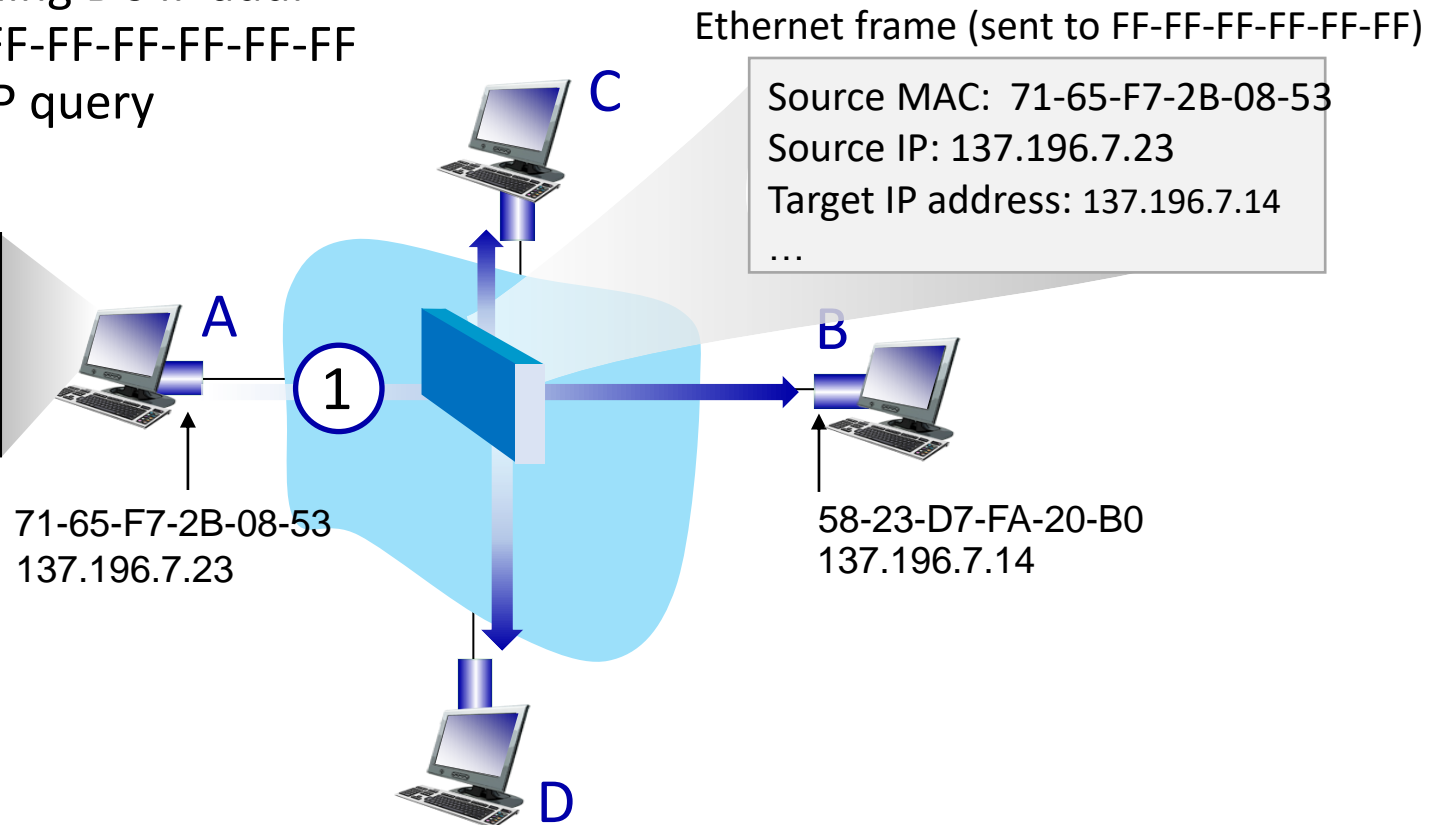 FF-FF-FF-FF-FF-FF
query
Ethernet frame (sent to FF-FF-FF-FF-FF-FF)
Source MAC: 71-65-F7-2B-08-53
Source IP: 137.196.7.23
Target IP address: 137.196.7.14
…
C
A
B
1
71-65-F7-2B-08-53
137.196.7.23
58-23-D7-FA-20-B0
137.196.7.14
D